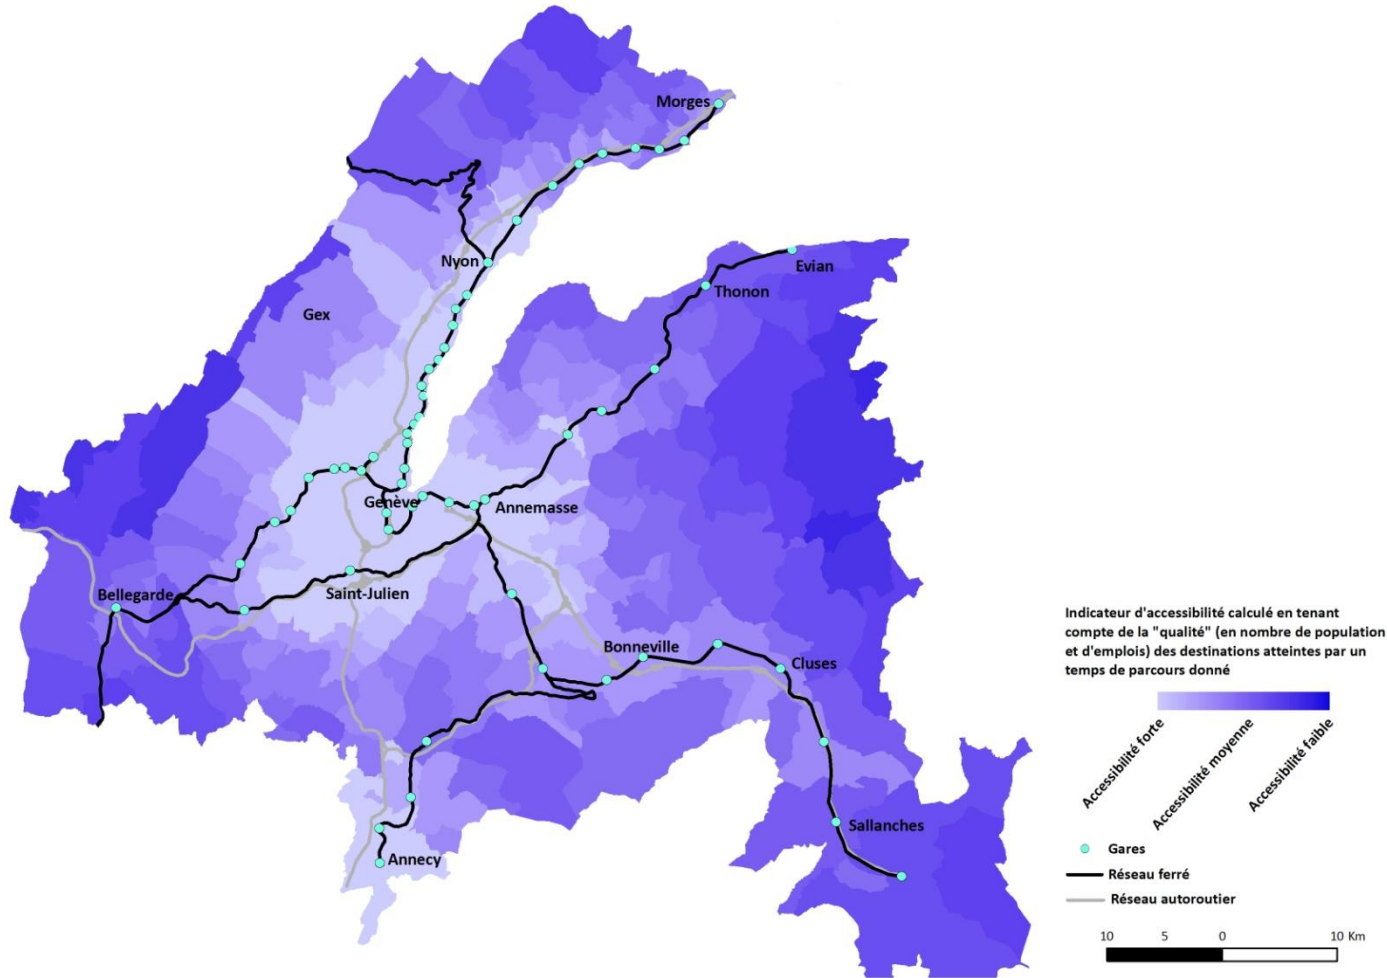 Morges
Nyon
Evian
Thonon
Gex
Genève
Annemasse
Bellegarde
Saint-Julien
Bonneville
Cluses
Sallanches
Annecy
Indicateur d'accessibilité calculé en tenant
compte de la "qualité" (en nombre de population
et d'emplois) des destinations atteintes par un
temps de parcours donné
Accessibilité forte
Accessibilité moyenne
Accessibilité faible
Gares
Réseau ferré
Réseau autoroutier
10 5 0 10 Km